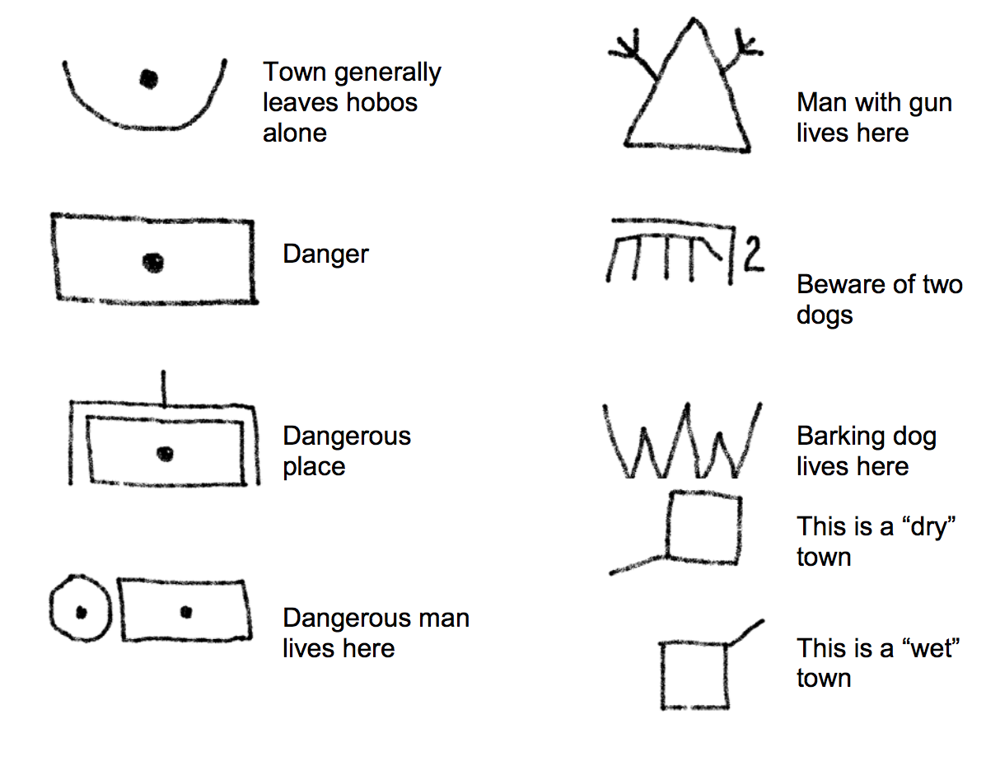 Town generally
leaves hobos
alone
Danger
Dangerous
place
Dangerous man
lives here
Man with gun
lives here
2
Beware of two
dogs
Barking dog
lives here
This is a “dry”
town
This is a “wet”
town